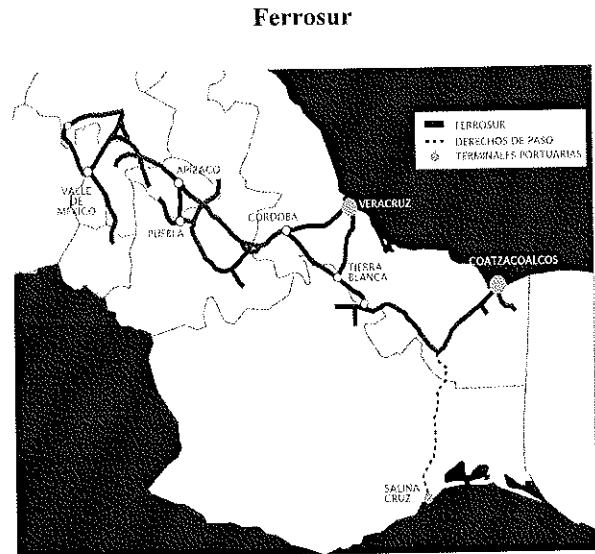 Ferrosur
FERROSUR
DERECHOS DE PASO
TERMINALES PORTUARIAS
APIZACO
VALLE
DE
MEXICO
PUEBLA
CORDOBA
VERACRUZ
TIERRA
BLANCA
COATZACOALCOS
SALINA
CRUZ